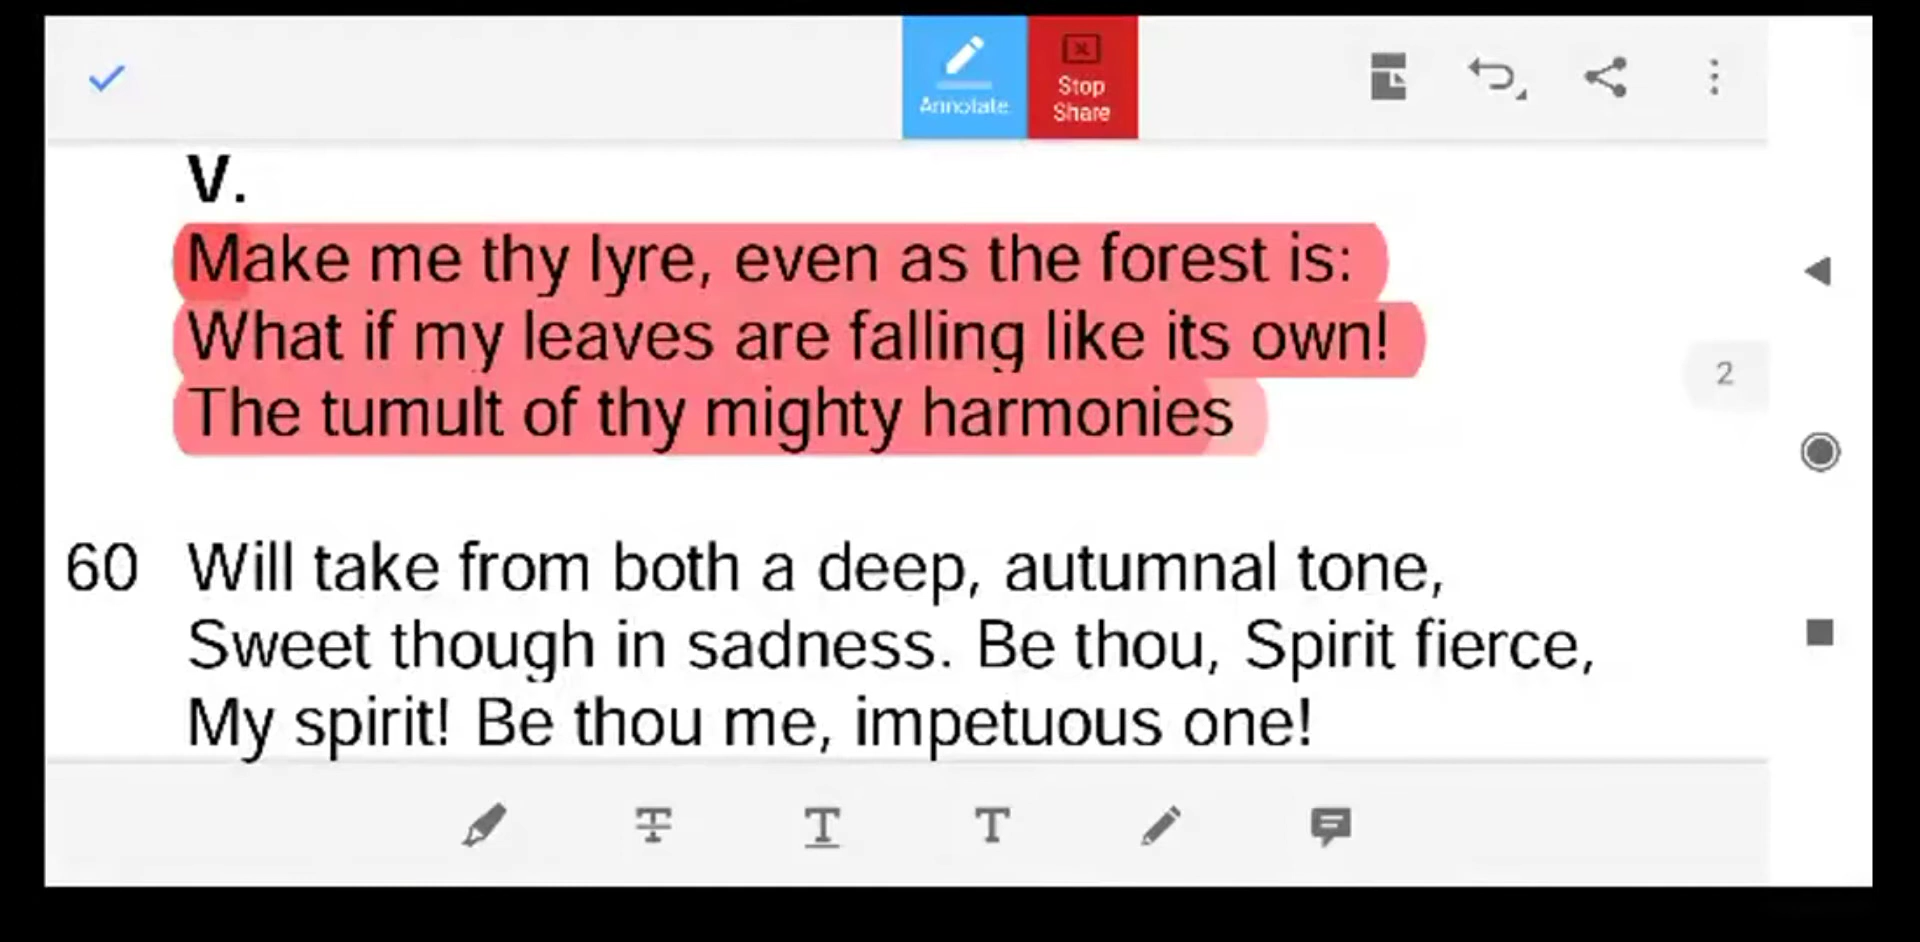 Annotate
Stop
Share
V.
Make me thy lyre, even as the forest is:
What if my leaves are falling like its own!
The tumult of thy mighty harmonies
2
60 Will take from both a deep, autumnal tone,
Sweet though in sadness. Be thou, Spirit fierce,
My spirit! Be thou me, impetuous one!